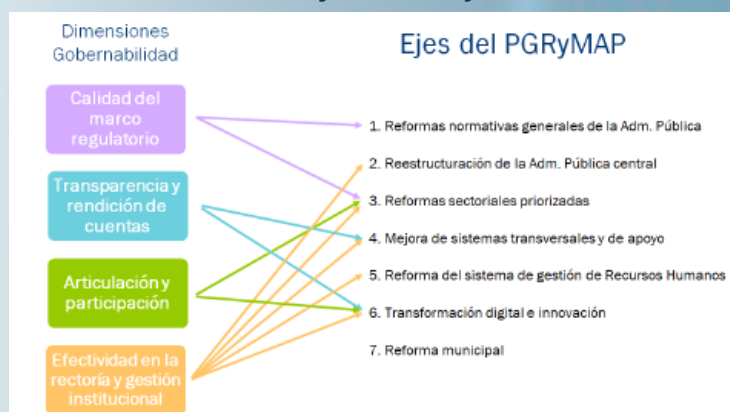 Dimensiones
Gobernabilidad
Ejes del PGRyMAP
Calidad del
marco
regulatorio
Transparencia y
rendición de
cuentas
Articulación y
participación
Efectividad en la
rectoría y gestión
institucional
1. Reformas normativas generales de la Adm. Pública
2. Reestructuración de la Adm. Pública central
3. Reformas sectoriales priorizadas
4. Mejora de sistemas transversales y de apoyo
5. Reforma del sistema de gestión de Recursos Humanos
6. Transformación digital e innovación
7. Reforma municipal